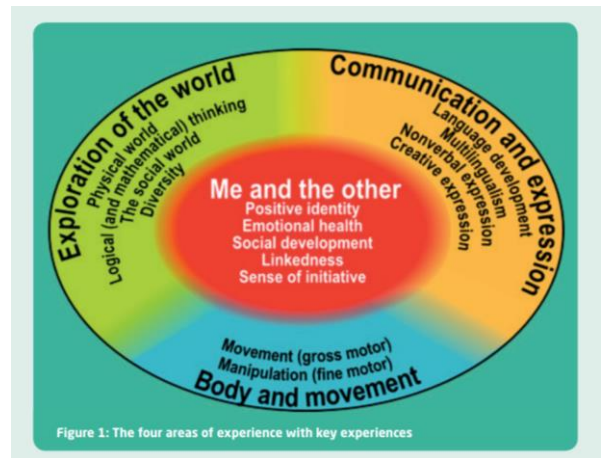 Exploration of the world
Physical world
Logical (and mathematical) thinking
The social world
Diversity
Communication and expression
Language development
Multilingualism
Nonverbal expression
Creative expression
Me and the other
Positive identity
Emotional health
Social development
Linkedness
Sense of initiative
Movement (gross motor)
Manipulation (fine motor)
Body and movement
Figure 1: The four areas of experience with key experiences